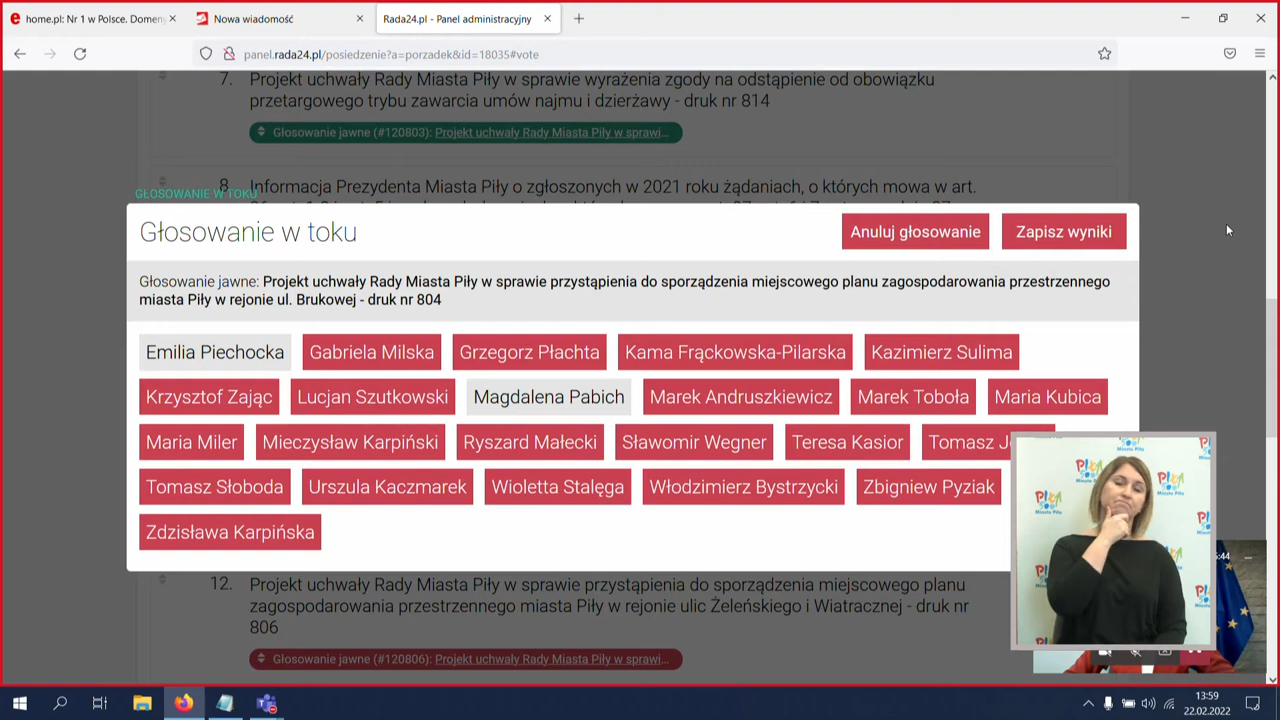 home.pl: Nr 1 w Polsce. Domeny
Nowa wiadomość
Rada24.pl - Panel administracyjny
panel.rada24.pl/posiedzenie?a=porzadek&id=18035#vote
7. Projekt uchwały Rady Miasta Piły w sprawie wyrażenia zgody na odstąpienie od obowiązku
przetargowego trybu zawarcia umów najmu i dzierżawy - druk nr 814
Głosowanie jawne (#120803): Projekt uchwały Rady Miasta Piły w sprawi...
8. Informacja Prezydenta Miasta Piły o zgłoszonych w 2021 roku żądaniach, o których mowa w art.
GŁOSOWANIE W TOKU
Głosowanie w toku
Anuluj głosowanie
Zapisz wyniki
Głosowanie jawne: Projekt uchwały Rady Miasta Piły w sprawie przystąpienia do sporządzenia miejscowego planu zagospodarowania przestrzennego
miasta Piły w rejonie ul. Brukowej - druk nr 804
Emilia Piechocka Gabriela Milska Grzegorz Płachta Kama Frąckowska-Pilarska Kazimierz Sulima
Krzysztof Zając Lucjan Szutkowski Magdalena Pabich Marek Andruszkiewicz Marek Toboła Maria Kubica
Maria Miler Mieczysław Karpiński Ryszard Małecki Sławomir Wegner Teresa Kasior Tomasz
Tomasz Słoboda Urszula Kaczmarek Wioletta Stalęga Włodzimierz Bystrzycki Zbigniew Pyziak
Zdzisława Karpińska
12. Projekt uchwały Rady Miasta Piły w sprawie przystąpienia do sporządzenia miejscowego planu
zagospodarowania przestrzennego miasta Piły w rejonie ulic Żeleńskiego i Wiatracznej - druk nr
806
Głosowanie jawne (#120806): Projekt uchwały Rady Miasta Piły w sprawi...
13:59
22.02.2022